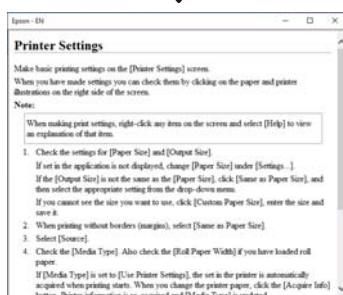 Epson - EN
Printer Settings
Make basic printing settings on the [Printer Settings] screen.
When you have made settings you can check them by clicking on the paper and printer
illustrations on the right side of the screen.
Note:
When making print settings, right-click any item on the screen and select [Help] to view
an explanation of that item.
1. Check the settings for [Paper Size] and [Output Size].
If set in the application is not displayed, change [Paper Size] under [Settings...].
If the [Output Size] is not the same as the [Paper Size], click [Same as Paper Size], and
then select the appropriate setting from the drop-down menu.
If you cannot see the size you want to use, click [Custom Paper Size], enter the size and
save it.
2. When printing without borders (margins), select [Same as Paper Size]
3. Select [Source].
4. Check the [Media Type]. Also check the [Roll Paper Width] if you have loaded roll
paper.
If [Media Type] is set to [Use Printer Settings], the set in the printer is automatically
acquired when printing starts. When you change the printer paper, click the [Acquire Info]